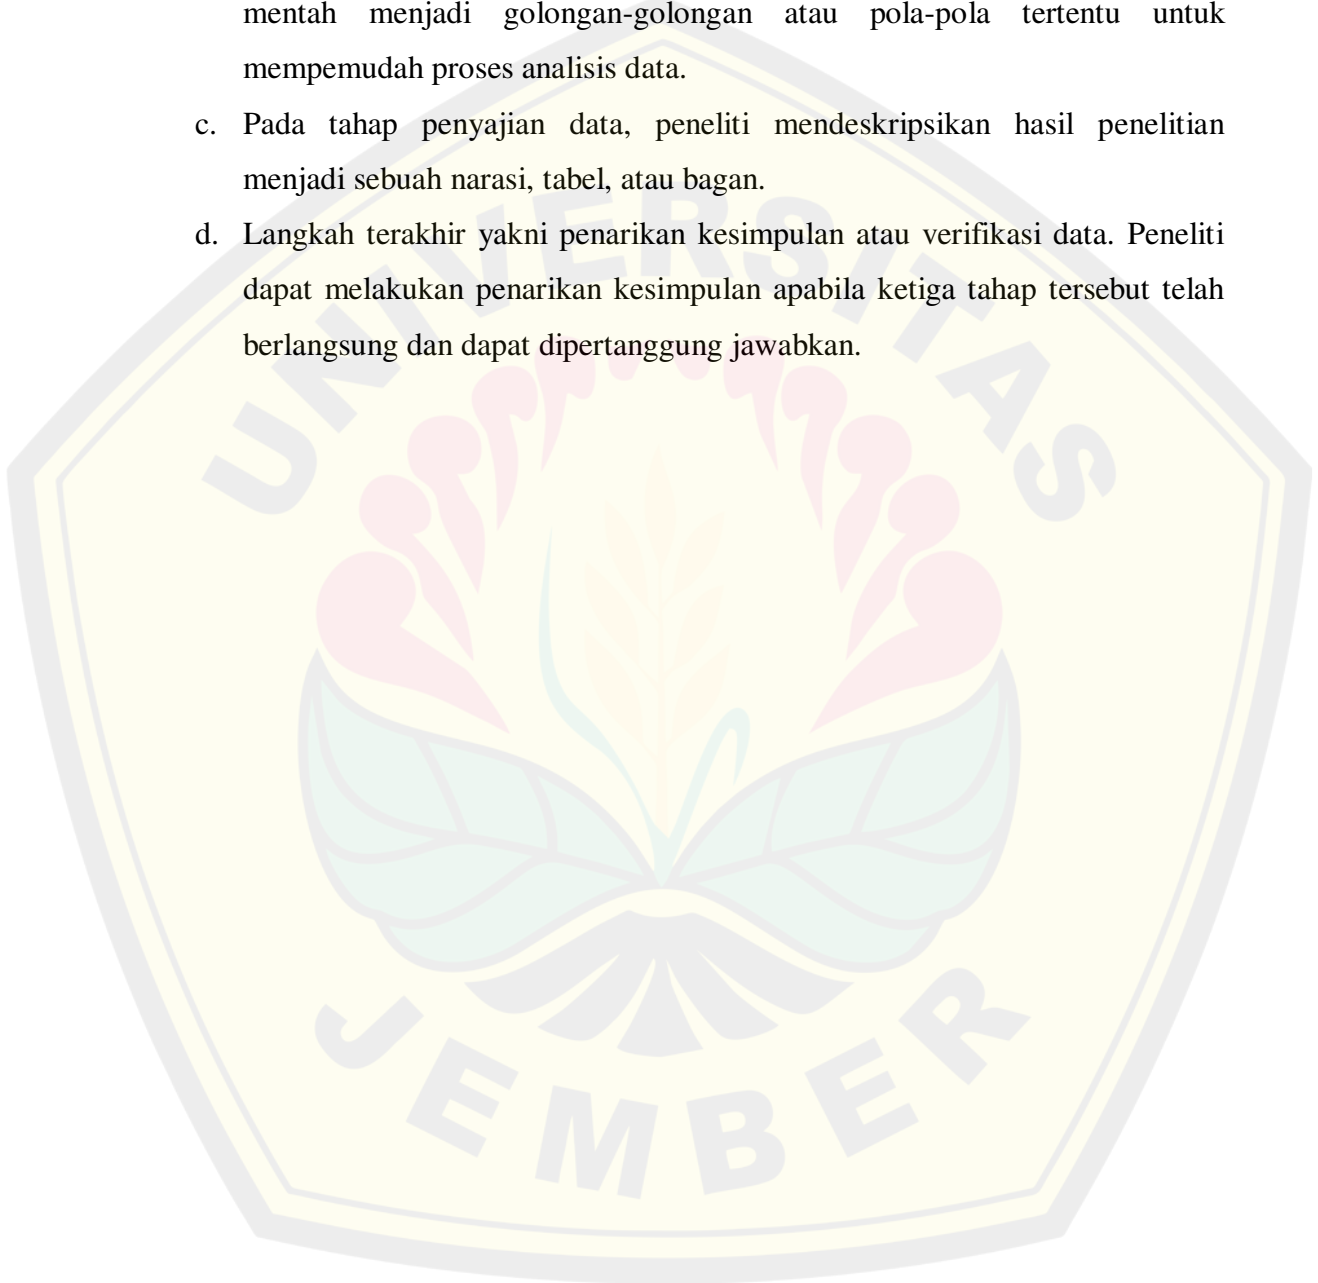 mentah menjadi golongan-golongan atau pola-pola tertentu untuk
mempemudah proses analisis data.
c. Pada tahap penyajian data, peneliti mendeskripsikan hasil penelitian
menjadi sebuah narasi, tabel, atau bagan.
d. Langkah terakhir yakni penarikan kesimpulan atau verifikasi data. Peneliti
dapat melakukan penarikan kesimpulan apabila ketiga tahap tersebut telah
berlangsung dan dapat dipertanggung jawabkan.
UNIVERSITAS
JEMBER